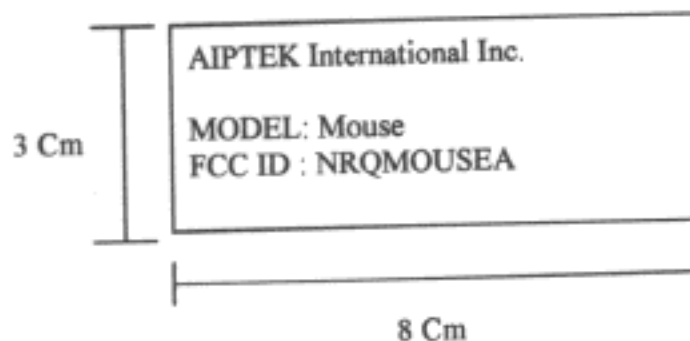 AIPTEK International Inc.
MODEL: Mouse
FCC ID : NRQMOUSEA
3 Cm
8 Cm